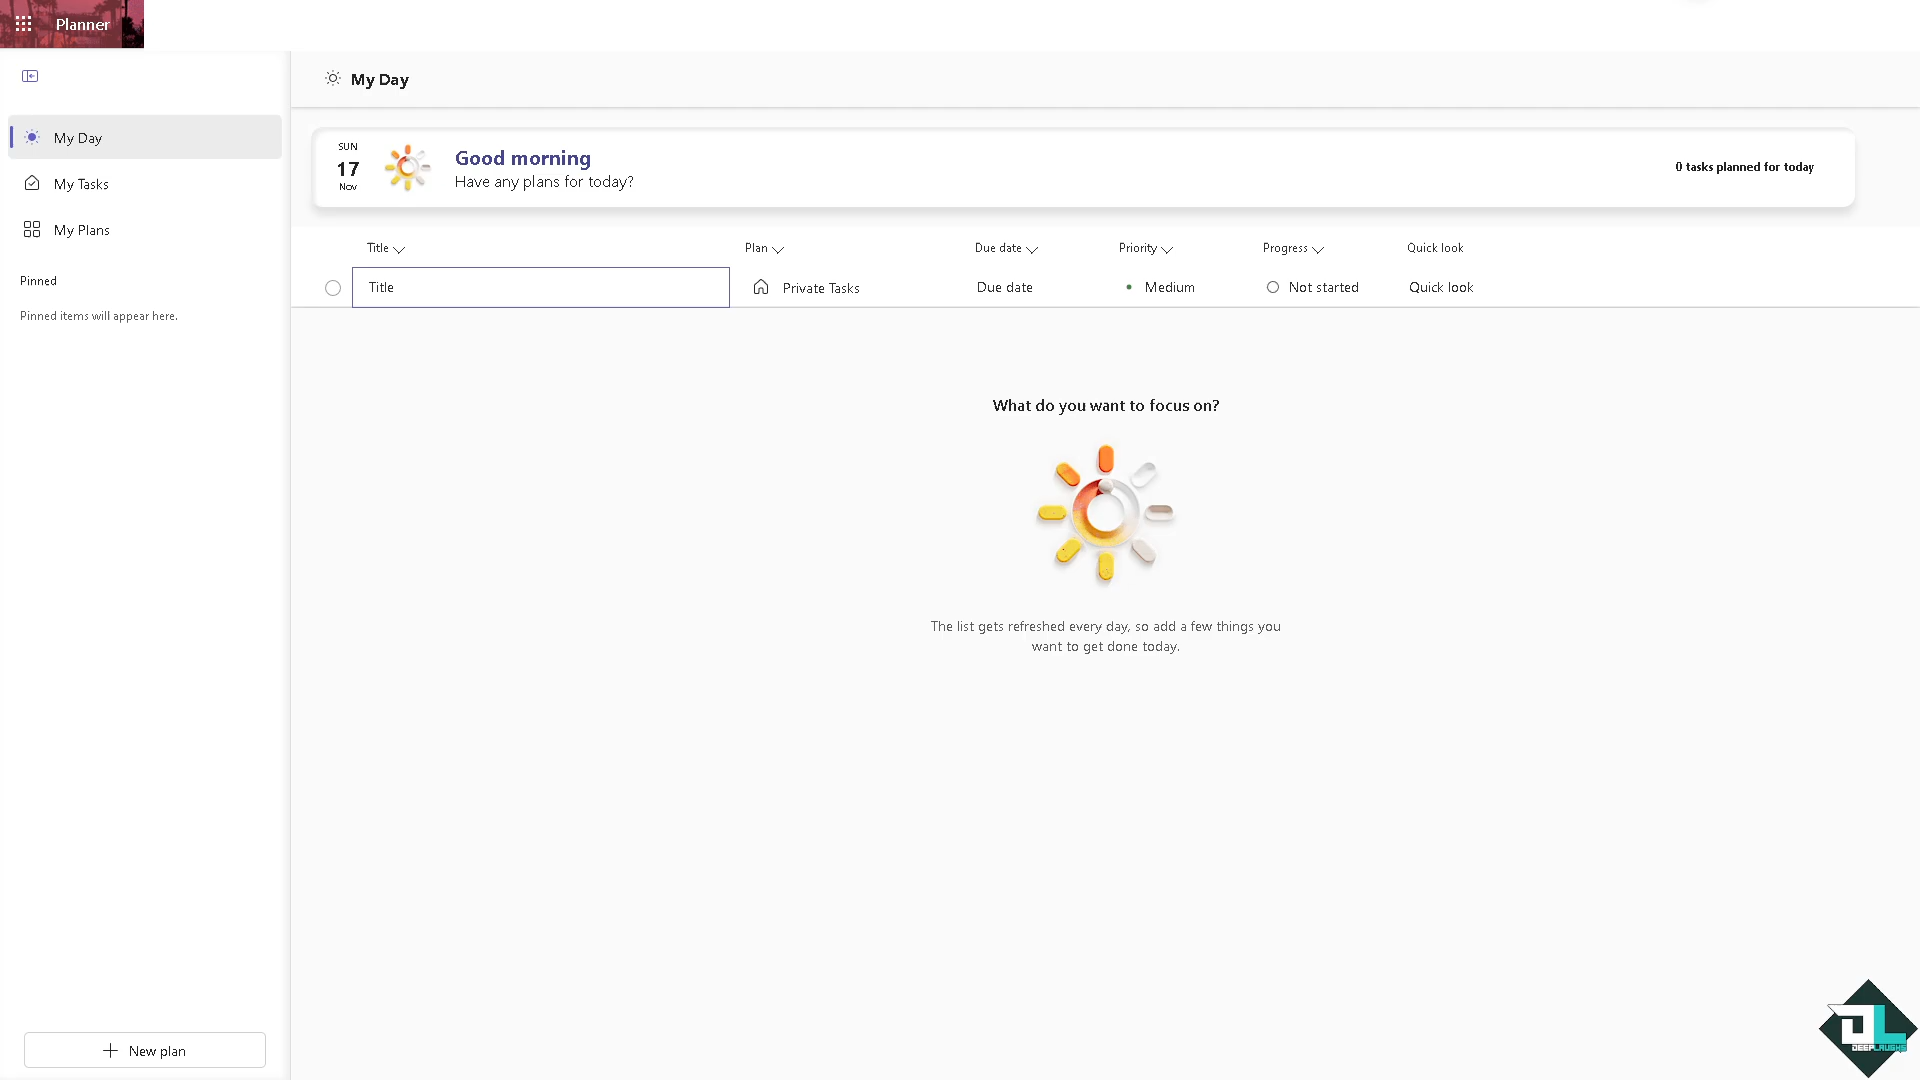 Planner
My Day
My Day
My Tasks
My Plans
Pinned
Pinned items will appear here.
SUN
17
Nov
Good morning
Have any plans for today?
0 tasks planned for today
Title Plan Due date Priority Progress Quick look
Title Private Tasks Due date Medium Not started Quick look
What do you want to focus on?
The list gets refreshed every day, so add a few things you
want to get done today.
New plan
DL
DEEPLAUGHS